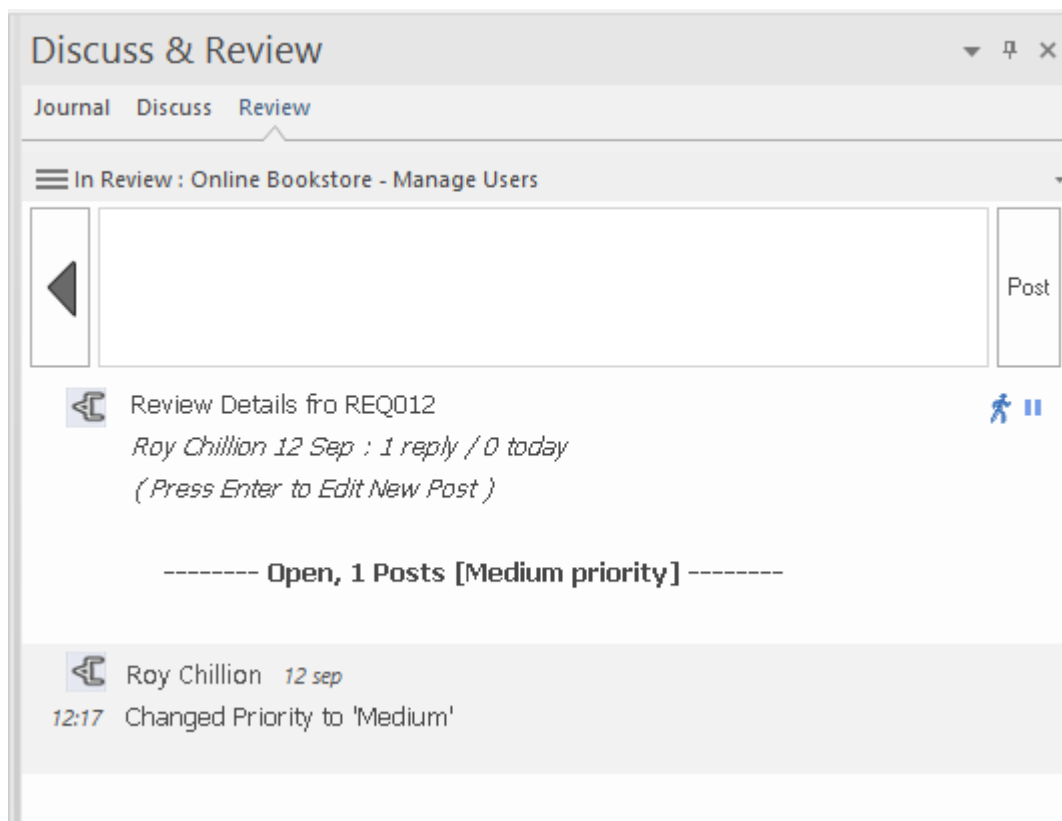 Discuss & Review
Journal Discuss Review
In Review : Online Bookstore - Manage Users
Post
Review Details fro REQ012
Roy Chillion 12 Sep : 1 reply / 0 today
( Press Enter to Edit New Post )
-------- Open, 1 Posts [Medium priority] --------
Roy Chillion 12 sep
12:17 Changed Priority to 'Medium'